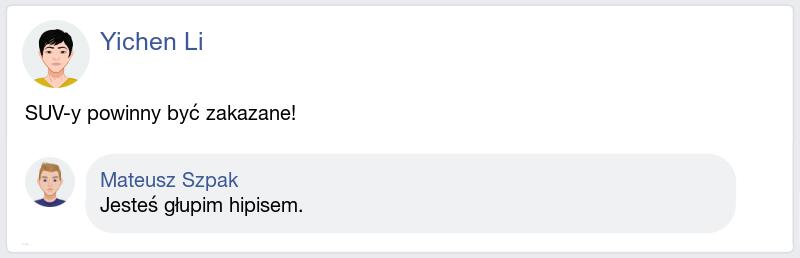 Yichen Li
SUV-y powinny być zakazane!
Mateusz Szpak
Jesteś głupim hipisem.